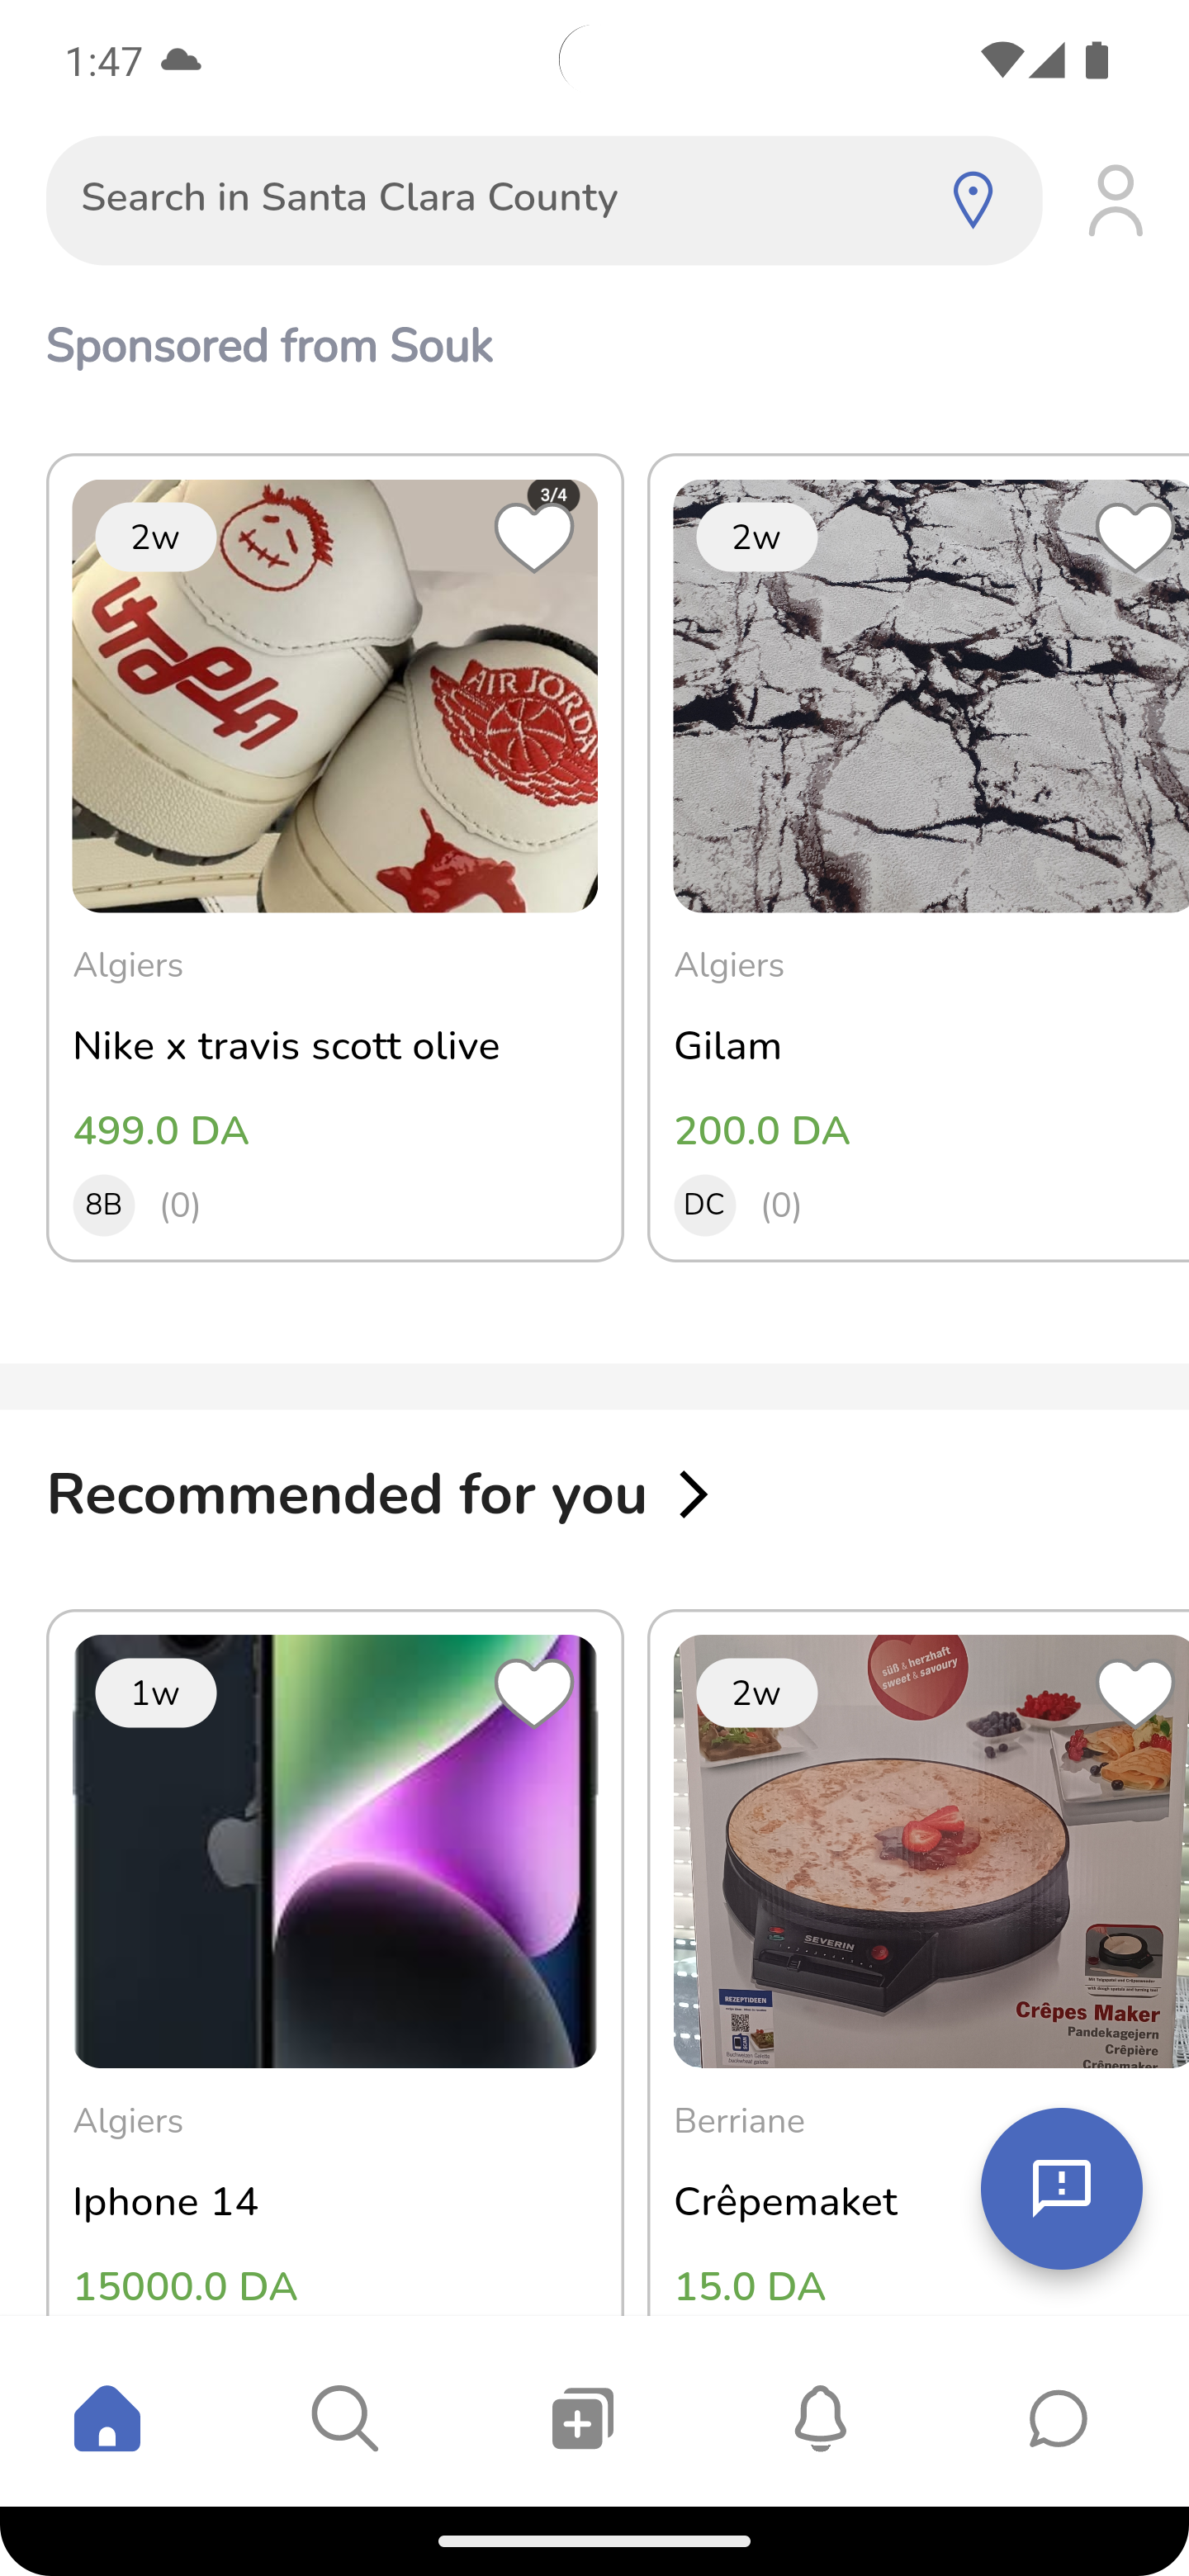 1:47
Search in Santa Clara County
Sponsored from Souk
3/4
2w
UTOPIA
AIR JORDAN
Algiers
Nike x travis scott olive
499.0 DA
8B (0)
2w
Algiers
Gilam
200.0 DA
DC (0)
Recommended for you
1w
Algiers
Iphone 14
15000.0 DA
2w
süß & herzhaft
sweet & savoury
SEVERIN
REZEPTIDEEN
Crêpes Maker
Pandekagejern
Crêpière
Crêpemaker
Berriane
Crêpemaket
15.0 DA